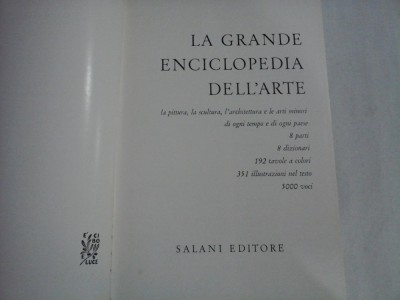 LA GRANDE
ENCICLOPEDIA
DELL'ARTE
la pittura, la scultura, l'architettura e le arti minori
di ogni tempo e di ogni paese
8 parti
8 dizionari
192 tavole a colori
351 illustrazioni nel testo
5000 voci
SALANI EDITORE